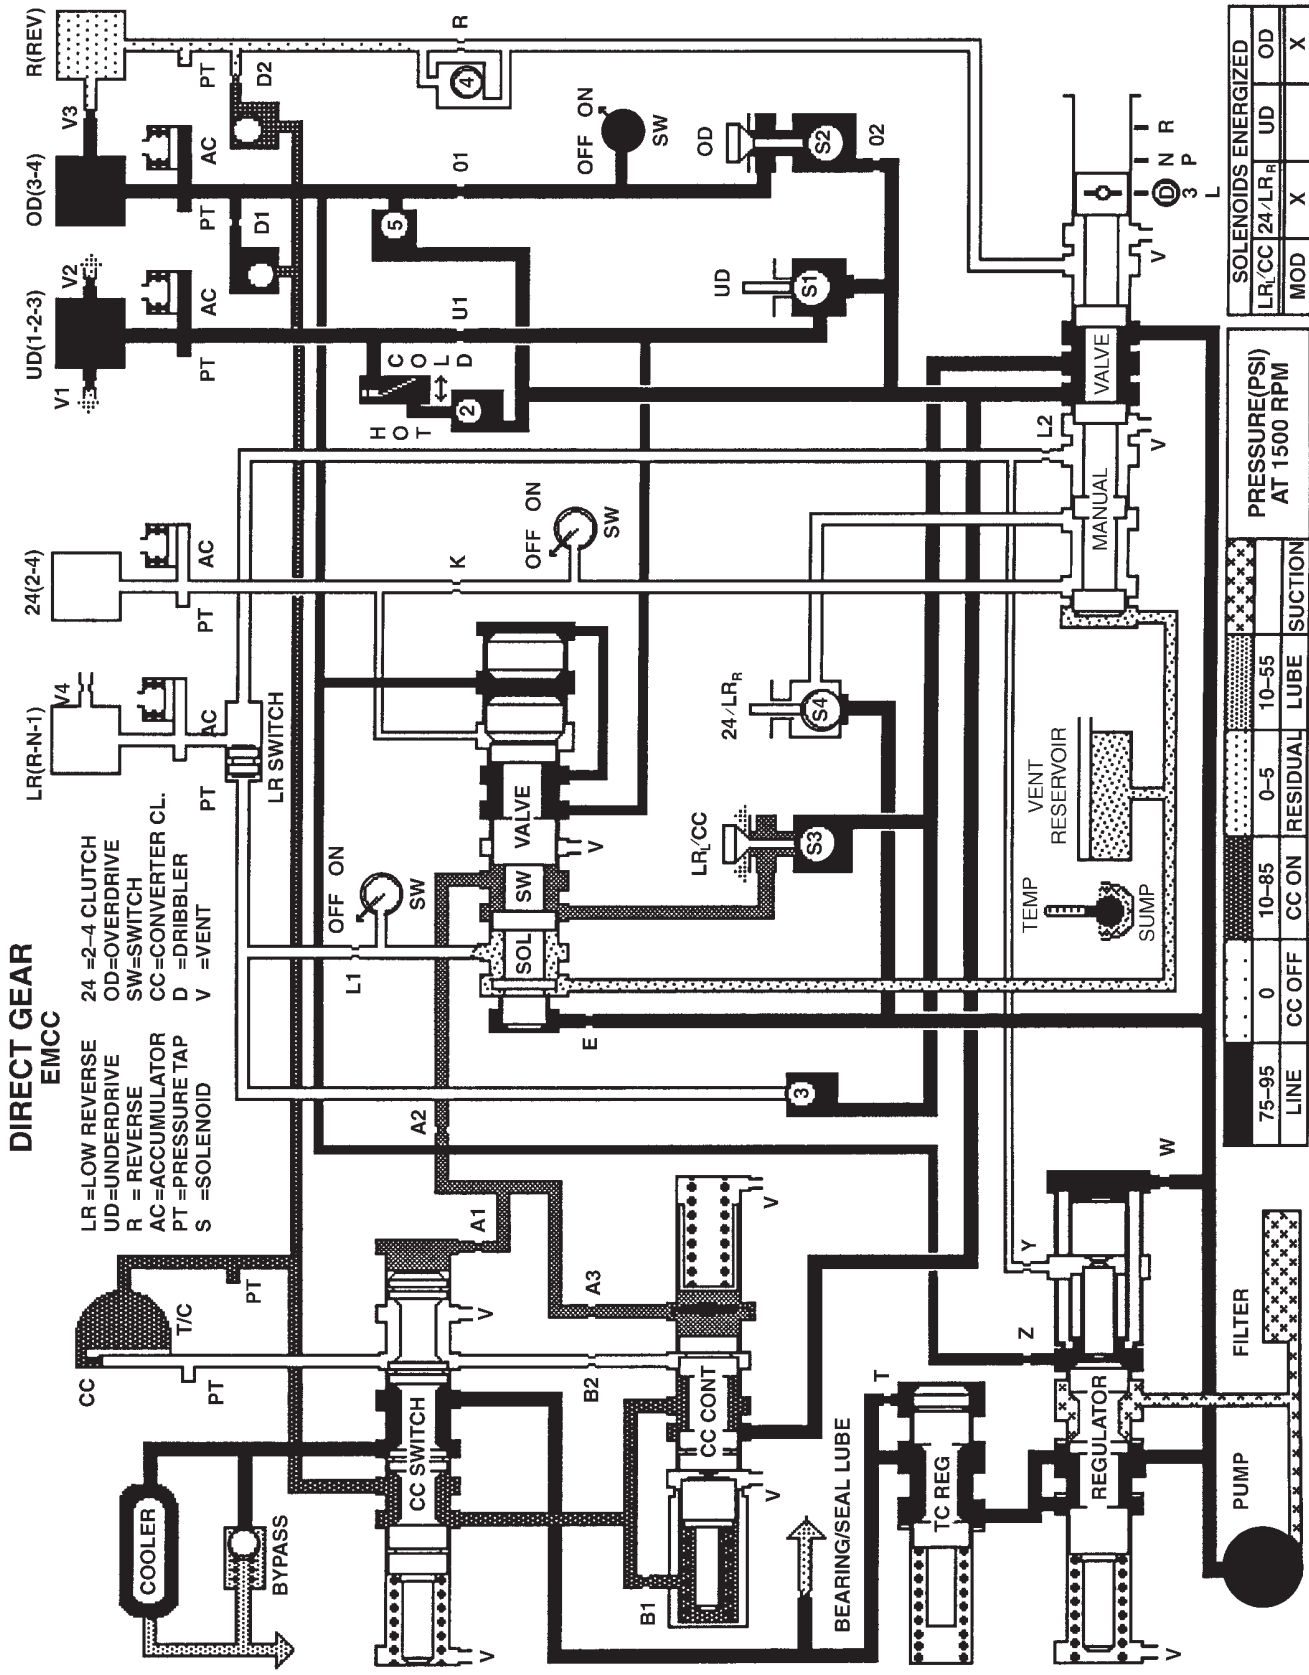 DIRECT GEAR
EMCC
LR =LOW REVERSE
UD=UNDERDRIVE
R = REVERSE
AC=ACCUMULATOR
PT =PRESSURE TAP
S =SOLENOID
24 =2–4 CLUTCH
OD=OVERDRIVE
SW=SWITCH
CC=CONVERTER CL.
D =DRIBBLER
V =VENT
LR(R-N-1)
V4
24(2-4)
UD(1-2-3)
V1
V2
OD(3-4)
V3
R(REV)
PT
AC
PT
AC
PT
AC
PT
AC
PT
D1
D2
LR SWITCH
CC
T/C
PT
PT
COOLER
BYPASS
OFF ON
SW
L1
OFF ON
SW
K
HOT
COLD
2
U1
5
01
4
R
OFF ON
SW
A2
A1
A3
CC SWITCH
V
V
B2
B1
CC CONT
V
V
E
SOL
SW
VALVE
V
3
LRL/CC
S3
24/LRR
S4
UD
S1
OD
S2
02
L2
BEARING/SEAL LUBE
T
TC REG
Z
Y
W
REGULATOR
V
PUMP
FILTER
TEMP
SUMP
VENT
RESERVOIR
MANUAL
VALVE
V
V
R
N
P
D
3
L
75–95
0
10–85
0–5
10–55
LINE
CC OFF
CC ON
RESIDUAL
LUBE
SUCTION
PRESSURE(PSI)
AT 1500 RPM
SOLENOIDS ENERGIZED
LRL/CC
24/LRR
UD
OD
MOD
X
X